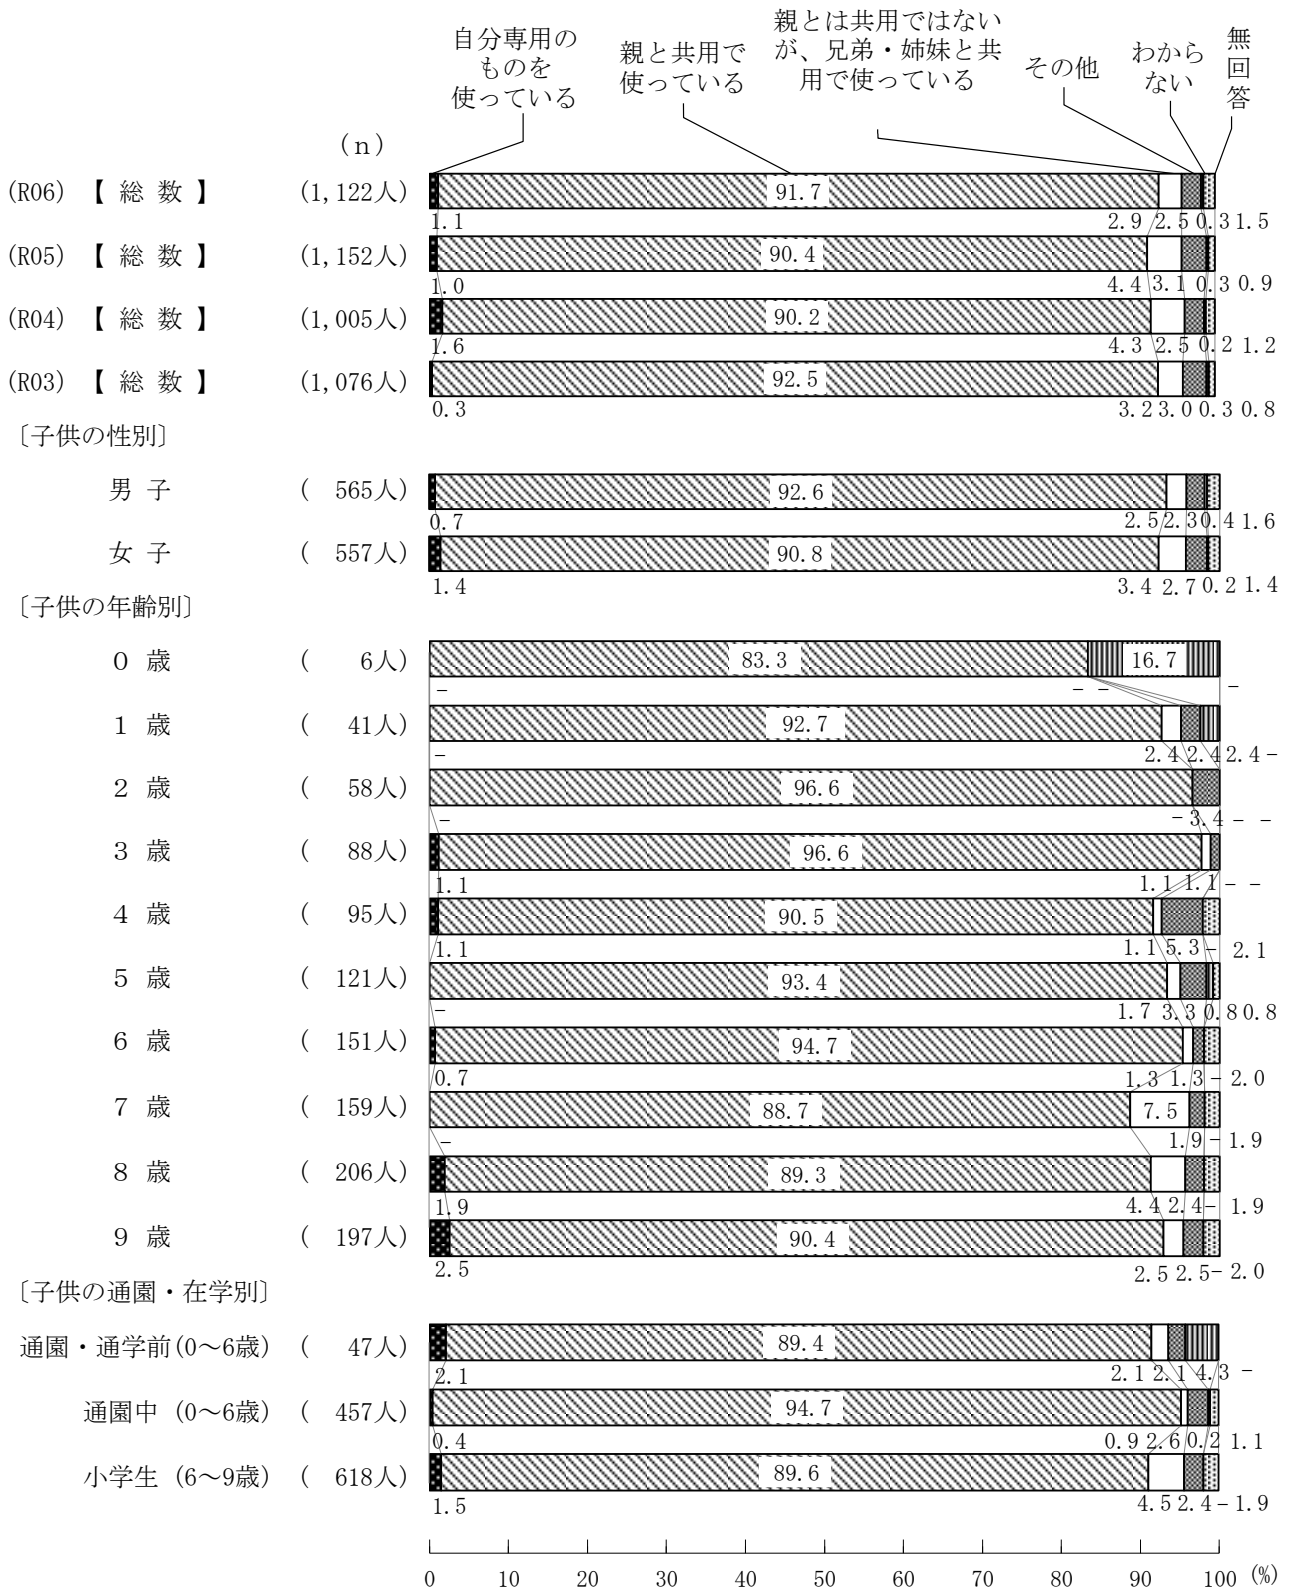 自分専用の
ものを
使っている
親と共用で
使っている
親とは共用ではない
が、兄弟・姉妹と共
用で使っている
その他
わから
ない
無
回
答
(n)
(R06) 【 総 数 】 (1,122人) 91.7
1.1 2.9 2.5 0.3 1.5
(R05) 【 総 数 】 (1,152人) 90.4
1.0 4.4 3.1 0.3 0.9
(R04) 【 総 数 】 (1,005人) 90.2
1.6 4.3 2.5 0.2 1.2
(R03) 【 総 数 】 (1,076人) 92.5
0.3 3.2 3.0 0.3 0.8
〔子供の性別〕
男 子 ( 565人) 92.6
0.7 2.5 2.3 0.4 1.6
女 子 ( 557人) 90.8
1.4 3.4 2.7 0.2 1.4
〔子供の年齢別〕
0 歳 ( 6人) 83.3 16.7
- - - -
1 歳 ( 41人) 92.7
- 2.4 2.4 2.4 -
2 歳 ( 58人) 96.6
- - 3.4 - -
3 歳 ( 88人) 96.6
1.1 1.1 1.1 - -
4 歳 ( 95人) 90.5
1.1 1.1 5.3 - 2.1
5 歳 ( 121人) 93.4
- 1.7 3.3 0.8 0.8
6 歳 ( 151人) 94.7
0.7 1.3 1.3 - 2.0
7 歳 ( 159人) 88.7 7.5
- 1.9 - 1.9
8 歳 ( 206人) 89.3
1.9 4.4 2.4 - 1.9
9 歳 ( 197人) 90.4
2.5 2.5 2.5 - 2.0
〔子供の通園・在学別〕
通園・通学前(0～6歳) ( 47人) 89.4
2.1 2.1 2.1 4.3 -
通園中 (0～6歳) ( 457人) 94.7
0.4 0.9 2.6 0.2 1.1
小学生 (6～9歳) ( 618人) 89.6
1.5 4.5 2.4 - 1.9
0 10 20 30 40 50 60 70 80 90 100 (%)